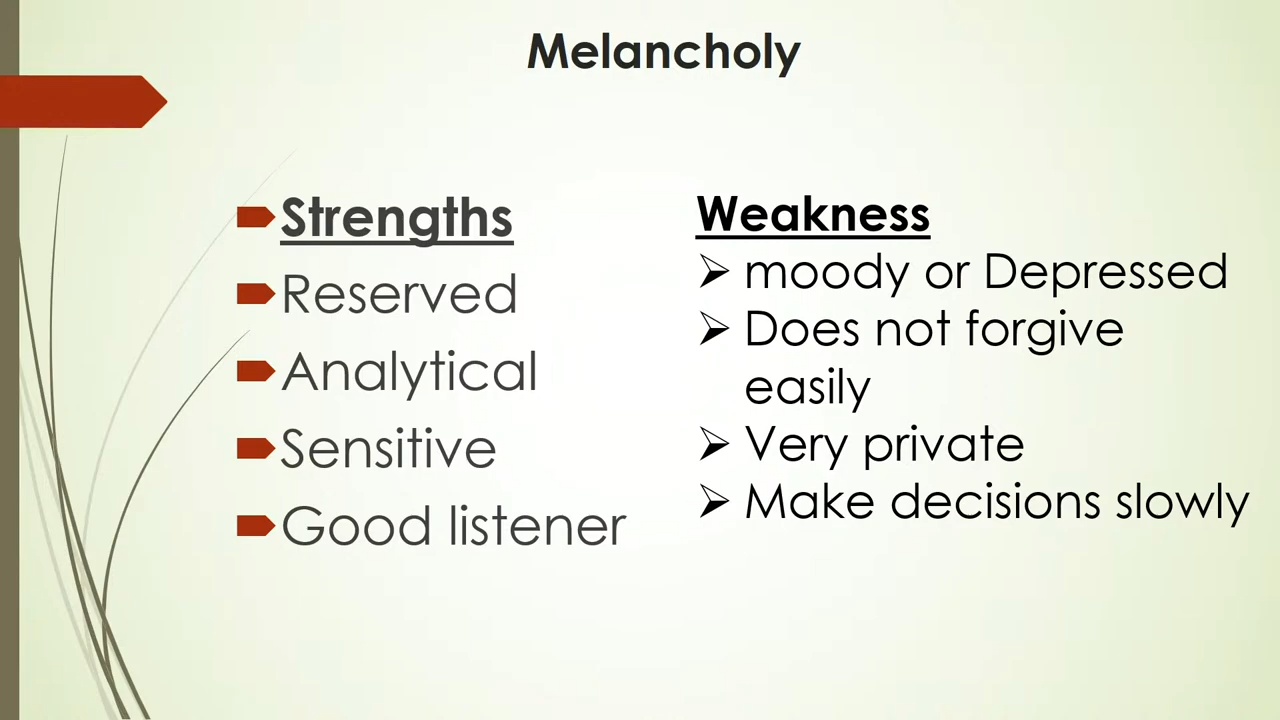 Melancholy
Strengths
Reserved
Analytical
Sensitive
Good listener
Weakness
moody or Depressed
Does not forgive
easily
Very private
Make decisions slowly